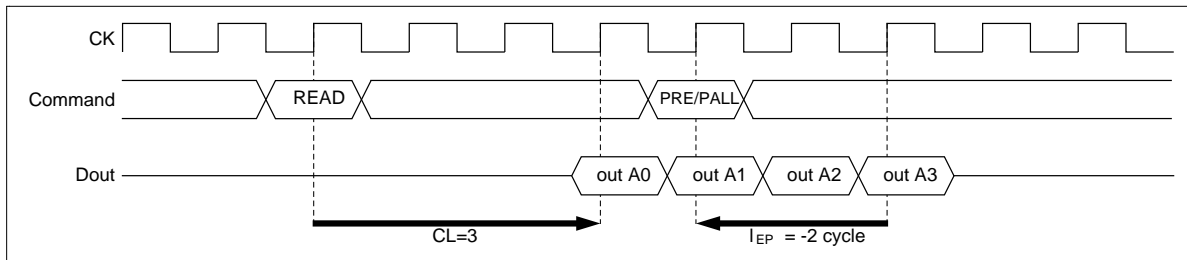 CK
Command READ PRE/PALL
Dout out A0 out A1 out A2 out A3
CL=3 lEP = -2 cycle